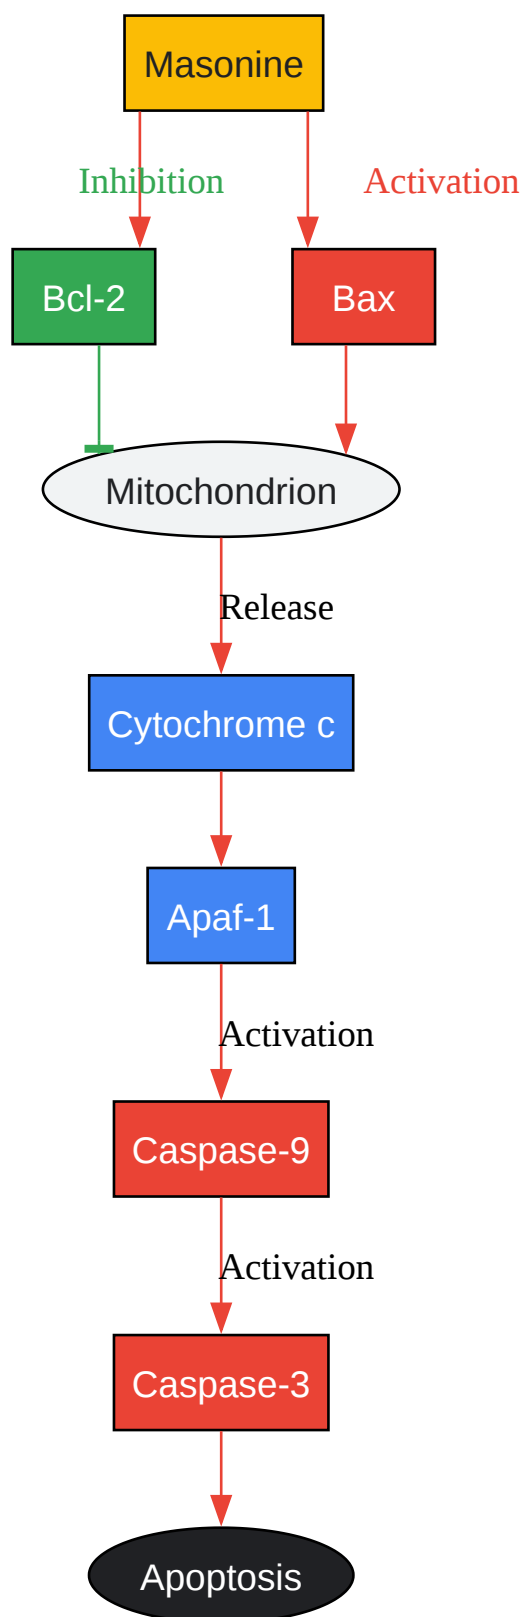 Masonine
Inhibition
Activation
Bcl-2
Bax
Mitochondrion
Release
Cytochrome c
Apaf-1
Activation
Caspase-9
Activation
Caspase-3
Apoptosis